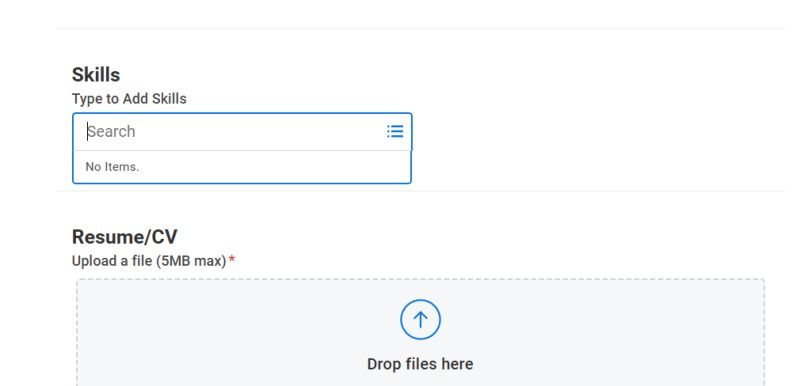 Skills
Type to Add Skills
Search
No Items.
Resume/CV
Upload a file (5MB max)*
Drop files here